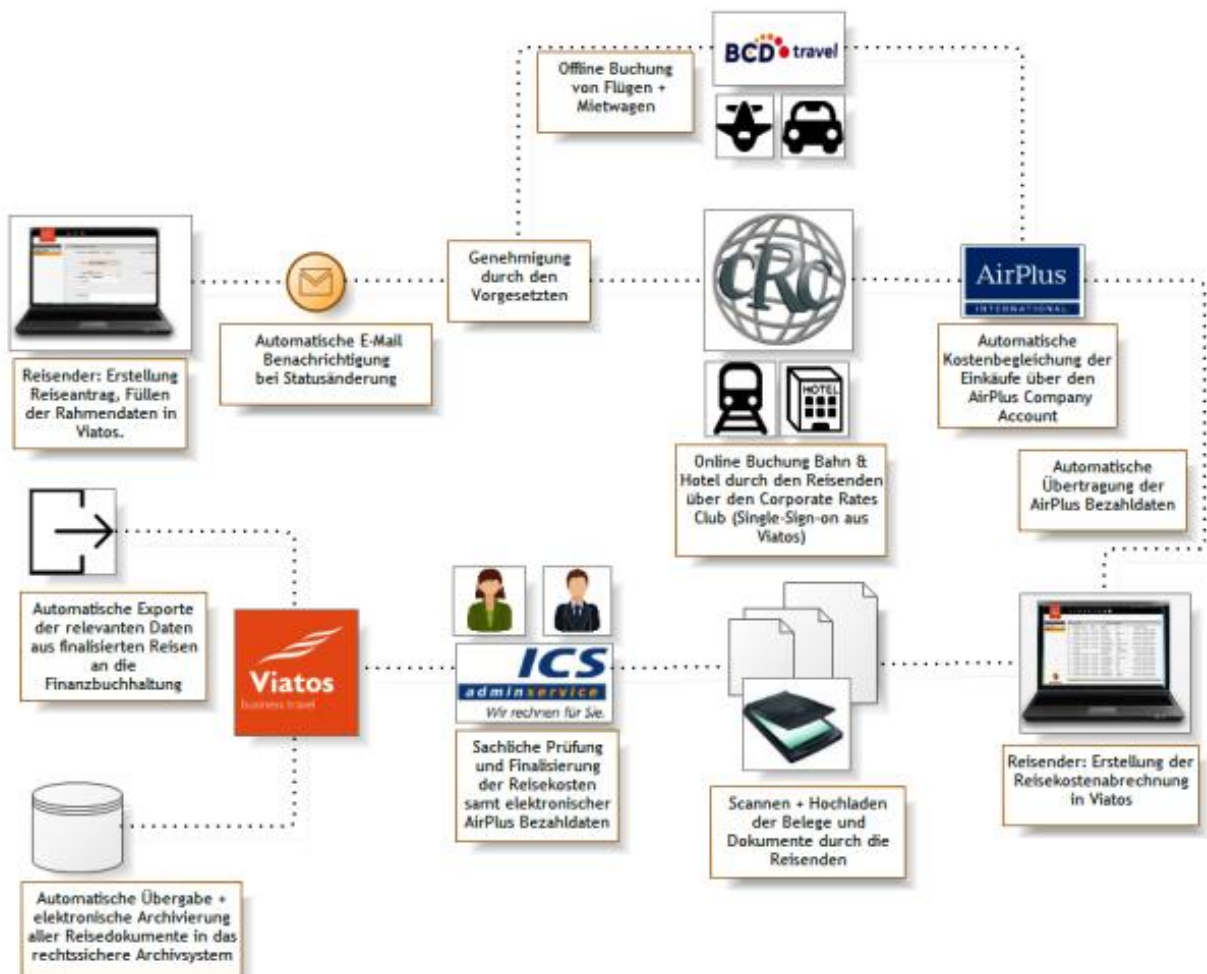 BCD travel
Offline Buchung
von Flügen +
Mietwagen
Reisender: Erstellung
Reiseantrag, Füllen
der Rahmendaten in
Viatos.
Automatische E-Mail
Benachrichtigung
bei Statusänderung
Genehmigung
durch den
Vorgesetzten
cRc
HOTEL
Online Buchung Bahn &
Hotel durch den Reisenden
über den Corporate Rates
Club (Single-Sign-on aus
Viatos)
AirPlus
INTERNATIONAL
Automatische
Kostenbegleichung der
Einkäufe über den
AirPlus Company
Account
Automatische
Übertragung der
AirPlus Bezahldaten
Reisender: Erstellung der
Reisekostenabrechnung
in Viatos
Scannen + Hochladen
der Belege und
Dokumente durch die
Reisenden
ICS
adminservice
Wir rechnen für Sie.
Sachliche Prüfung
und Finalisierung
der Reisekosten
samt elektronischer
AirPlus Bezahldaten
Viatos
business travel
Automatische Exporte
der relevanten Daten
aus finalisierten Reisen
an die
Finanzbuchhaltung
Automatische Übergabe +
elektronische Archivierung
aller Reisedokumente in das
rechtssichere Archivsystem